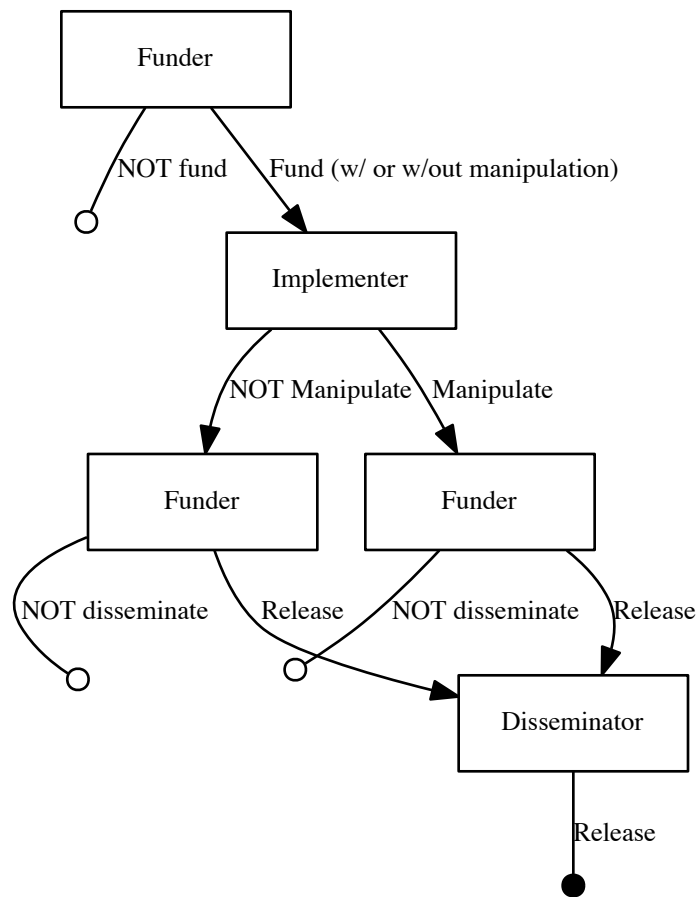 Funder
NOT fund
Fund (w/ or w/out manipulation)
Implementer
NOT Manipulate
Manipulate
Funder
Funder
NOT disseminate
Release
NOT disseminate
Release
Disseminator
Release